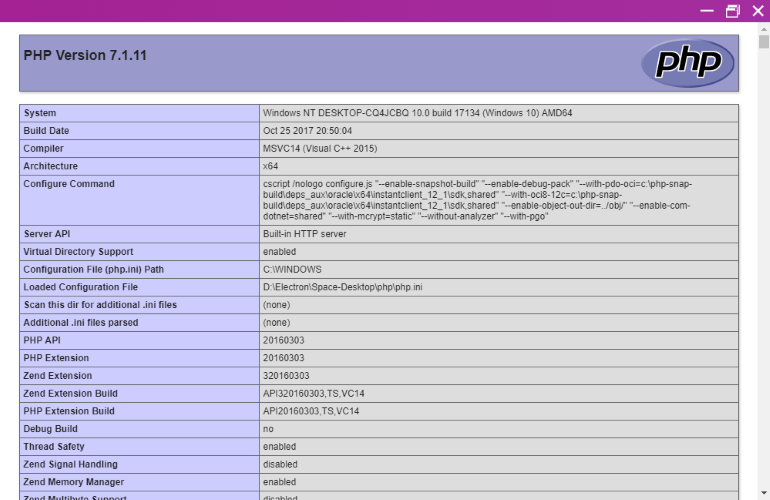 PHP Version 7.1.11
php
System Windows NT DESKTOP-CQ4JCBQ 10.0 build 17134 (Windows 10) AMD64
Build Date Oct 25 2017 20:50:04
Compiler MSVC14 (Visual C++ 2015)
Architecture x64
Configure Command cscript /nologo configure.js "--enable-snapshot-build" "--enable-debug-pack" "--with-pdo-oci=c:\php-snap-
build\deps_aux\oracle\x64\instantclient_12_1\sdk,shared" "--with-oci8-12c=c:\php-snap-
build\deps_aux\oracle\x64\instantclient_12_1\sdk,shared" "--enable-object-out-dir=../obj/" "--enable-com-
dotnet=shared" "--with-mcrypt=static" "--without-analyzer" "--with-pgo"
Server API Built-in HTTP server
Virtual Directory Support enabled
Configuration File (php.ini) Path C:\WINDOWS
Loaded Configuration File D:\Electron\Space-Desktop\php\php.ini
Scan this dir for additional .ini files (none)
Additional .ini files parsed (none)
PHP API 20160303
PHP Extension 20160303
Zend Extension 320160303
Zend Extension Build API320160303,TS,VC14
PHP Extension Build API20160303,TS,VC14
Debug Build no
Thread Safety enabled
Zend Signal Handling disabled
Zend Memory Manager enabled
Zend Multibyte Support disabled